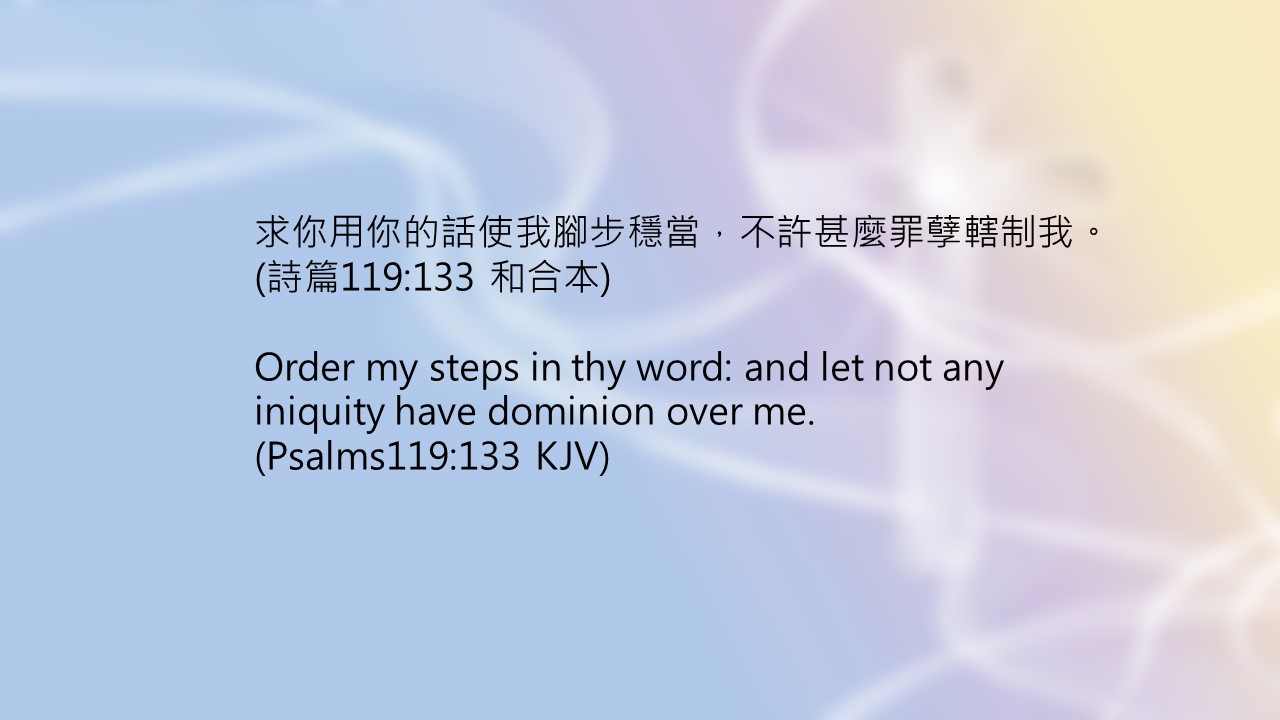 求你用你的話使我腳步穩當，不許甚麼罪孽轄制我。
(詩篇119:133 和合本)
Order my steps in thy word: and let not any
iniquity have dominion over me.
(Psalms119:133 KJV)